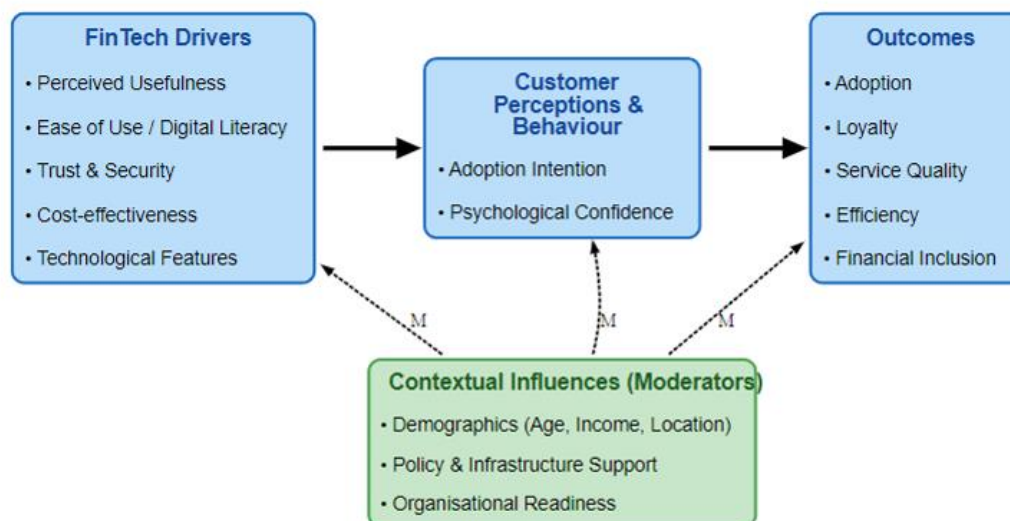 FinTech Drivers
• Perceived Usefulness
• Ease of Use / Digital Literacy
• Trust & Security
• Cost-effectiveness
• Technological Features
Customer
Perceptions &
Behaviour
• Adoption Intention
• Psychological Confidence
Outcomes
• Adoption
• Loyalty
• Service Quality
• Efficiency
• Financial Inclusion
M
M
M
Contextual Influences (Moderators)
• Demographics (Age, Income, Location)
• Policy & Infrastructure Support
• Organisational Readiness